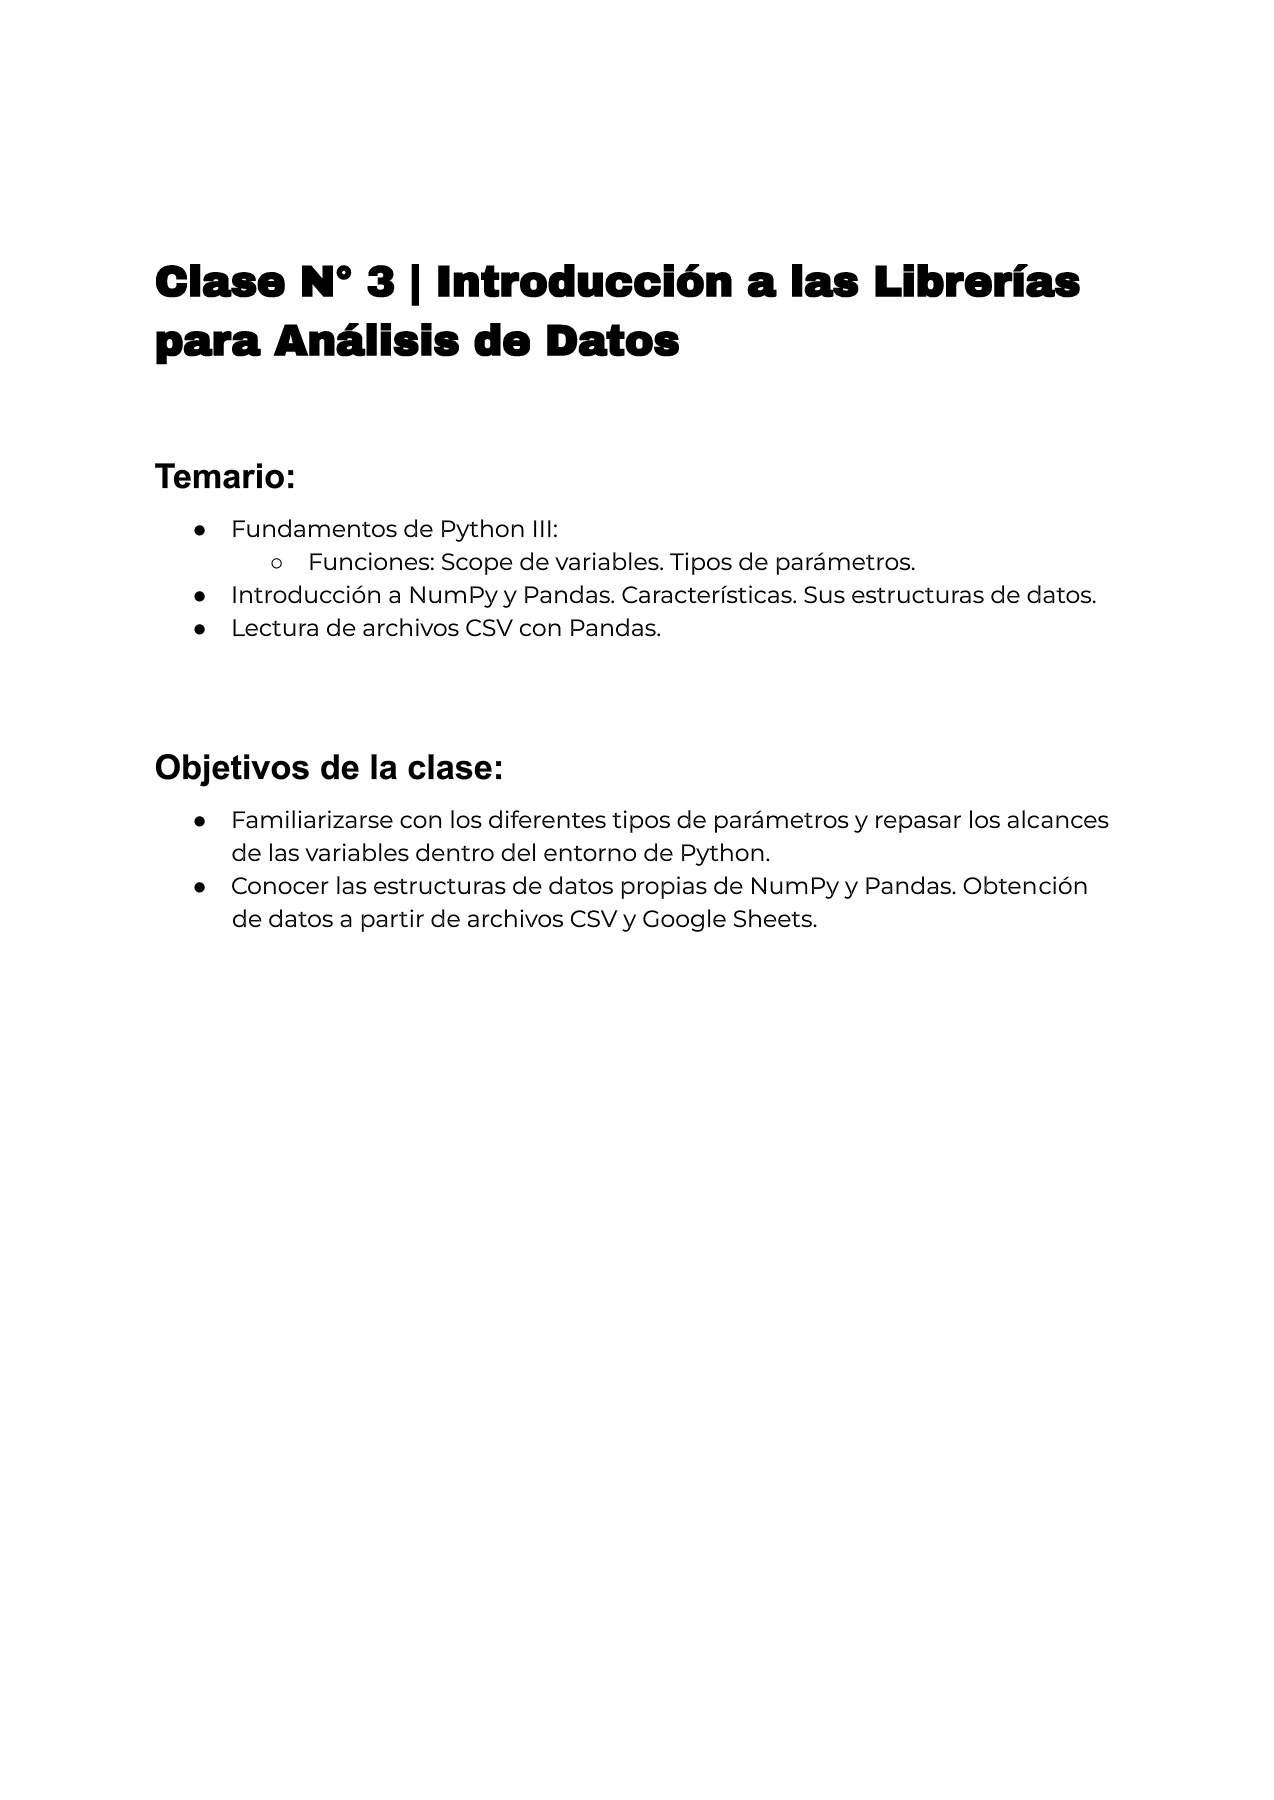 Clase N° 3 | Introducción a las Librerías
para Análisis de Datos
Temario:
● Fundamentos de Python III:
○ Funciones: Scope de variables. Tipos de parámetros.
● Introducción a NumPy y Pandas. Características. Sus estructuras de datos.
● Lectura de archivos CSV con Pandas.
Objetivos de la clase:
● Familiarizarse con los diferentes tipos de parámetros y repasar los alcances
de las variables dentro del entorno de Python.
● Conocer las estructuras de datos propias de NumPy y Pandas. Obtención
de datos a partir de archivos CSV y Google Sheets.